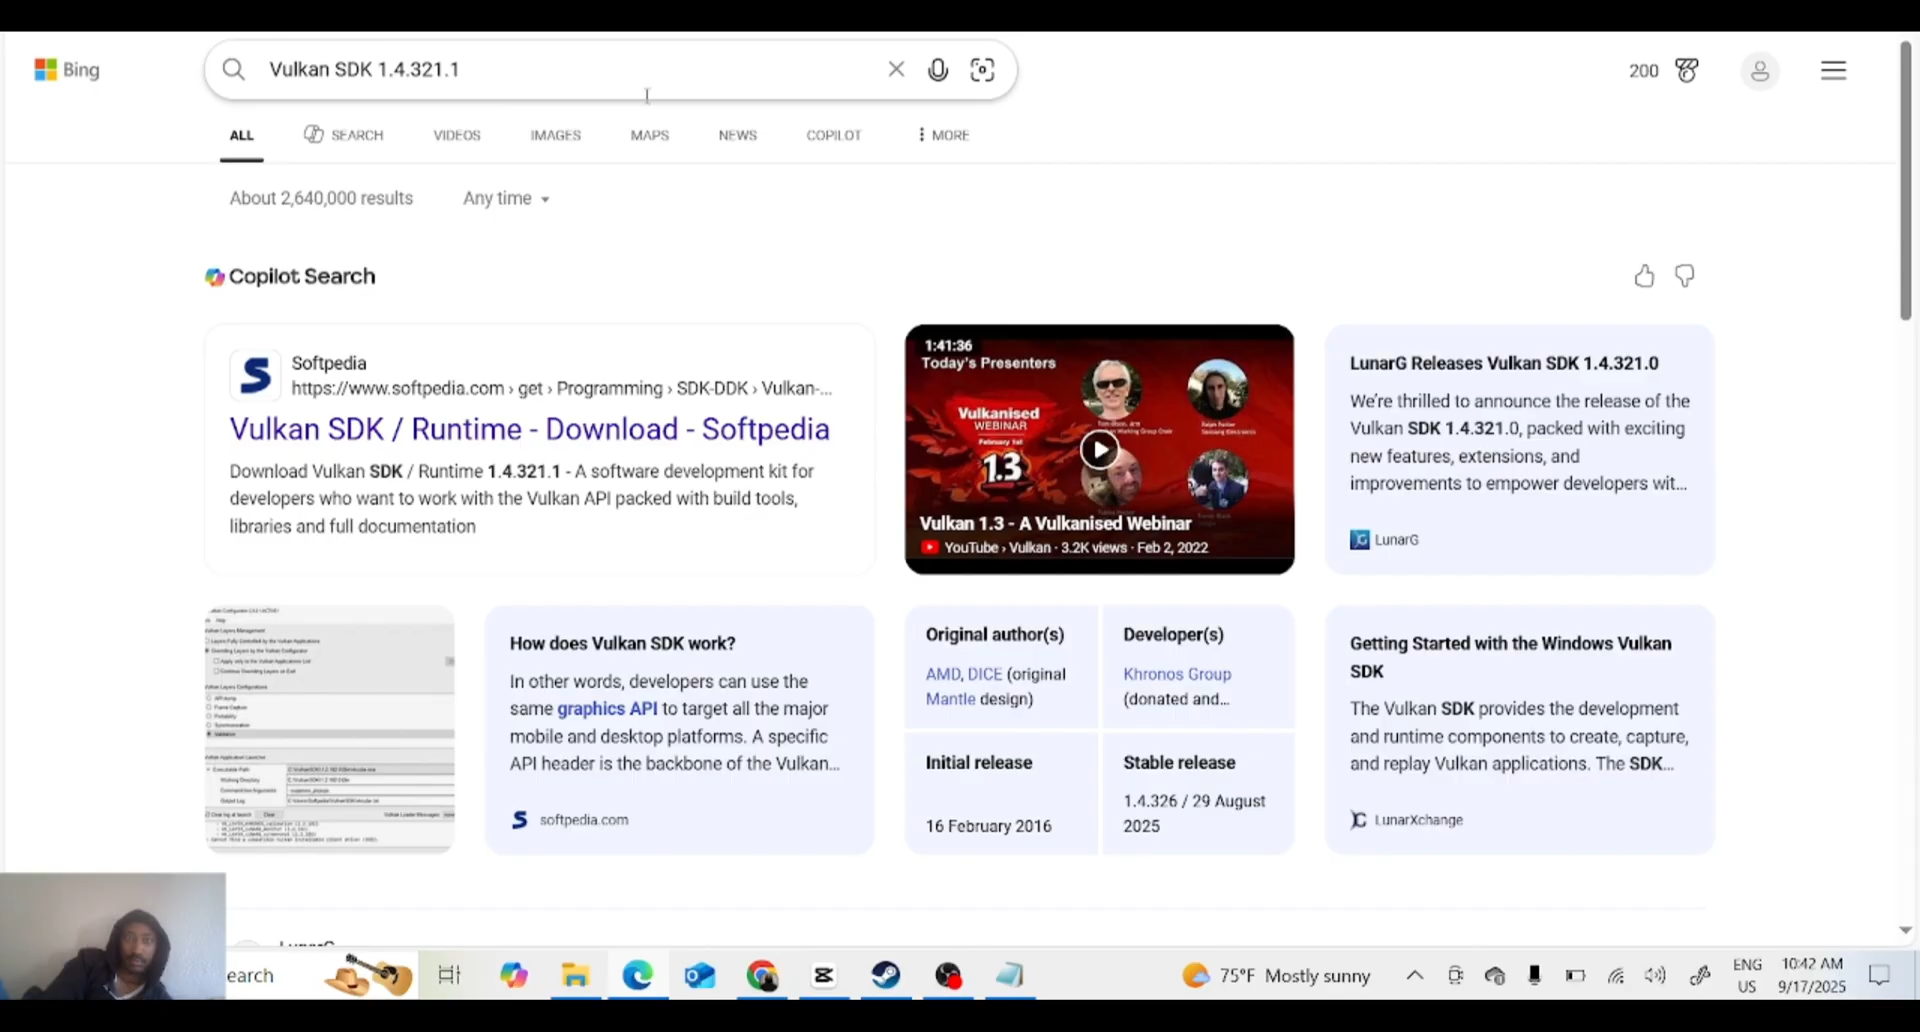 Bing
Vulkan SDK 1.4.321.1
200
ALL
SEARCH
VIDEOS
IMAGES
MAPS
NEWS
COPILOT
MORE
About 2,640,000 results
Any time
Copilot Search
Softpedia
https://www.softpedia.com › get › Programming › SDK-DDK › Vulkan-...
Vulkan SDK / Runtime - Download - Softpedia
Download Vulkan SDK / Runtime 1.4.321.1 - A software development kit for
developers who want to work with the Vulkan API packed with build tools,
libraries and full documentation
1:41:36
Today's Presenters
Vulkanised
WEBINAR
February 1st
1.3
Vulkan 1.3 - A Vulkanised Webinar
YouTube › Vulkan · 3.2K views · Feb 2, 2022
LunarG Releases Vulkan SDK 1.4.321.0
We're thrilled to announce the release of the
Vulkan SDK 1.4.321.0, packed with exciting
new features, extensions, and
improvements to empower developers wit...
LunarG
How does Vulkan SDK work?
In other words, developers can use the
same graphics API to target all the major
mobile and desktop platforms. A specific
API header is the backbone of the Vulkan...
softpedia.com
Original author(s)
AMD, DICE (original
Mantle design)
Developer(s)
Khronos Group
(donated and...
Initial release
16 February 2016
Stable release
1.4.326 / 29 August
2025
Getting Started with the Windows Vulkan
SDK
The Vulkan SDK provides the development
and runtime components to create, capture,
and replay Vulkan applications. The SDK...
LunarXchange
LunarG
earch
75°F Mostly sunny
ENG
US
10:42 AM
9/17/2025